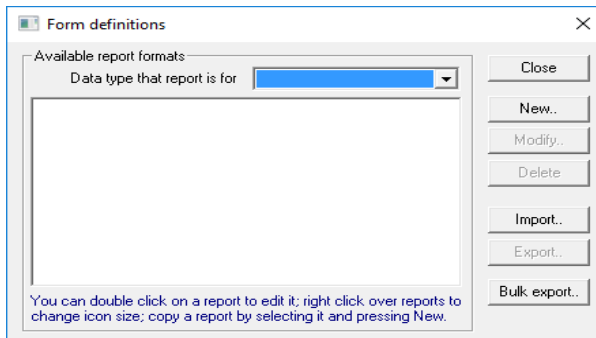 Form definitions
Available report formats
Data type that report is for
Close
New..
Modify..
Delete
Import..
Export..
Bulk export..
You can double click on a report to edit it; right click over reports to
change icon size; copy a report by selecting it and pressing New.